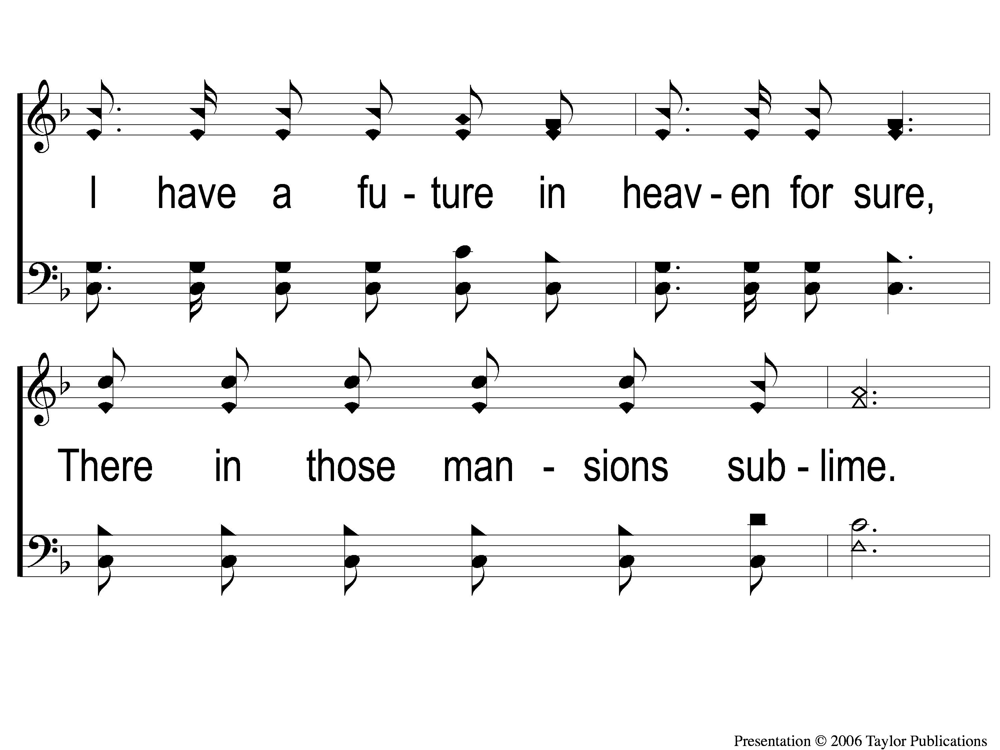 I have a fu - ture in heav - en for sure,
There in those man - sions sub - lime.
Presentation © 2006 Taylor Publications